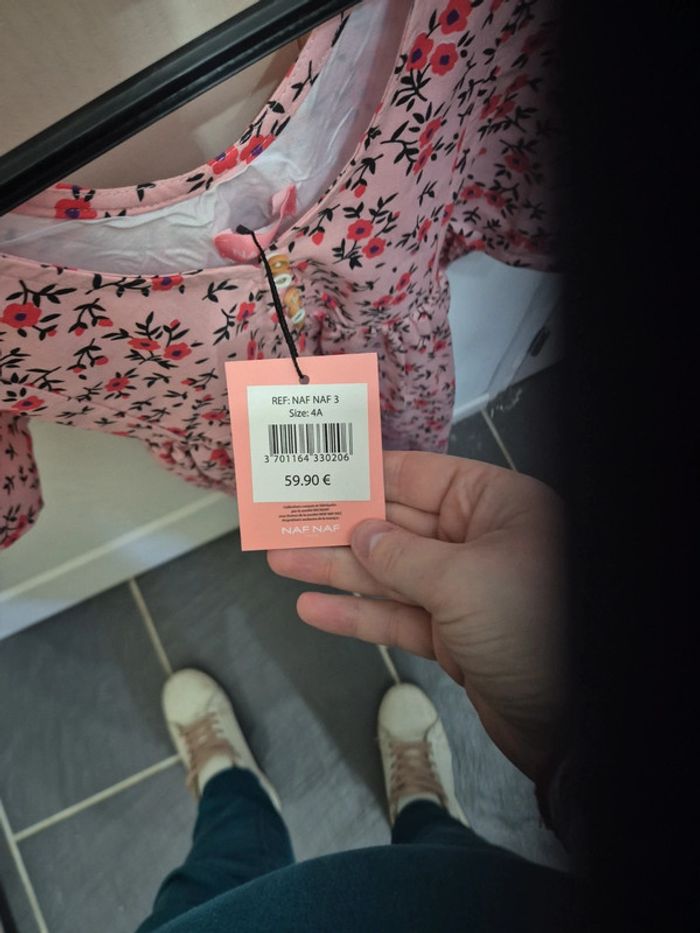 REF: NAF NAF 3
Size: 4A
3 701164 330206
59.90 €
NAF NAF